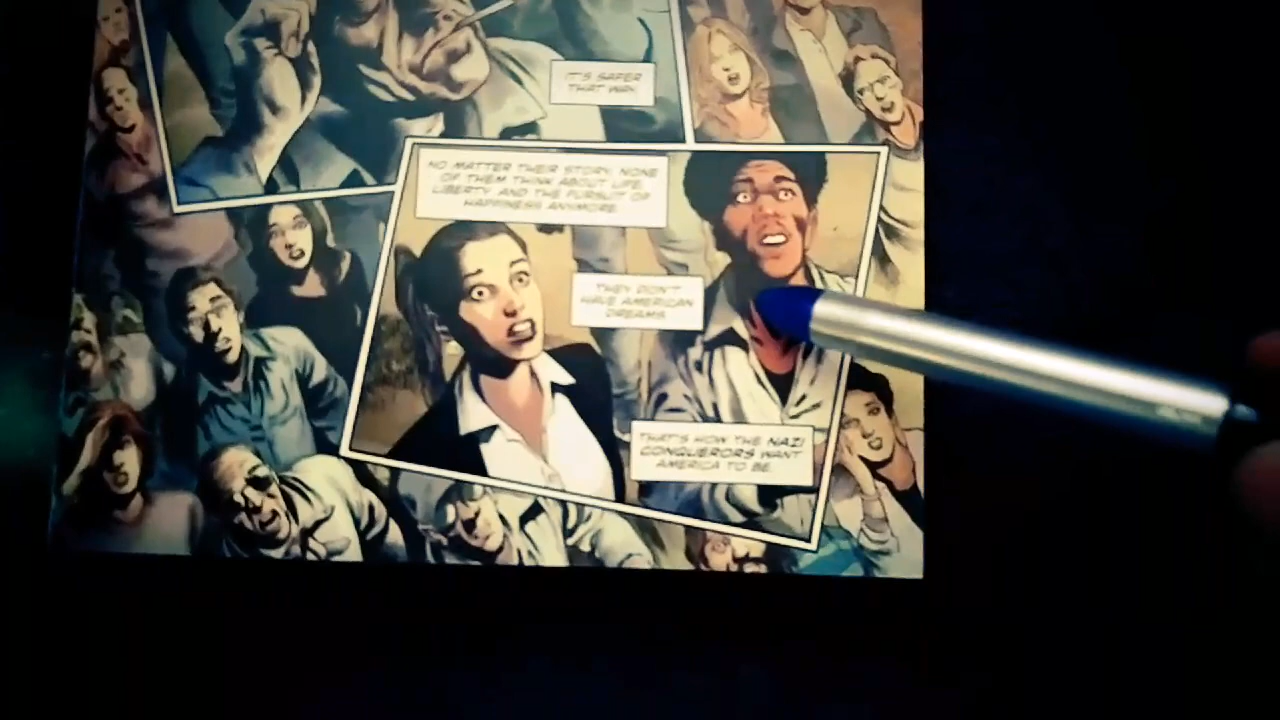 IT'S SAFER
THAT WAY.
NO MATTER THEIR STORY, NONE
OF THEM THINK ABOUT LIFE,
LIBERTY AND THE PURSUIT OF
HAPPINESS ANYMORE.
THEY DON'T
HAVE AMERICAN
DREAMS.
THAT'S HOW THE NAZI
CONQUERORS WANT
AMERICA TO BE.